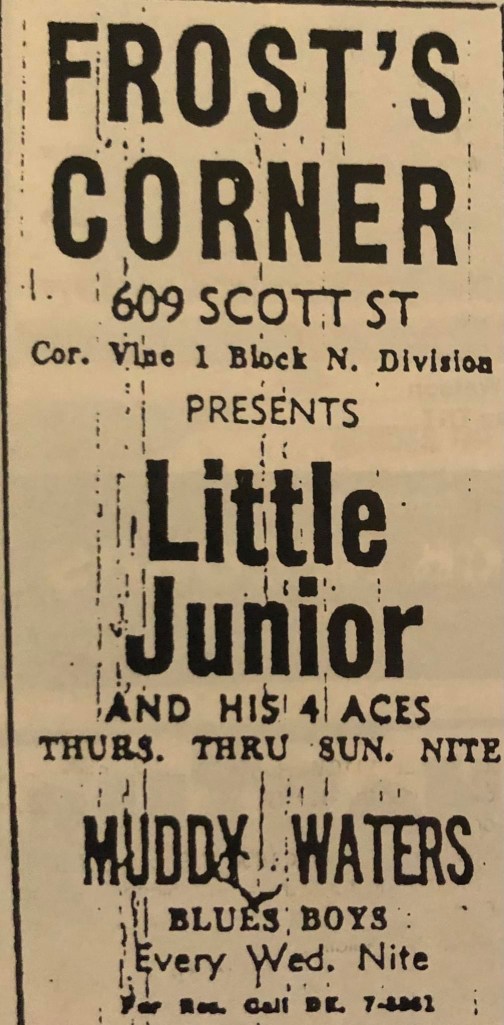 FROST'S
CORNER
609 SCOTT ST
Cor. Vine 1 Block N. Division
PRESENTS
Little
Junior
AND HIS 4 ACES
THURS. THRU SUN. NITE
MUDDY WATERS
BLUES BOYS
Every Wed. Nite
For Res. Call DE.